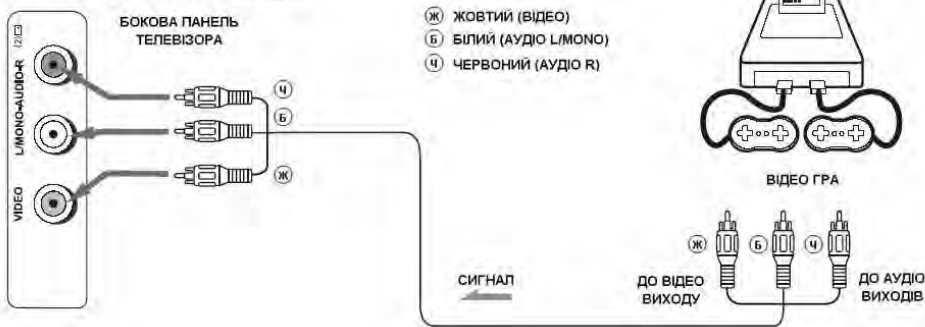 БОКОВА ПАНЕЛЬ
ТЕЛЕВІЗОРА
Ж ЖОВТИЙ (ВІДЕО)
Б БІЛИЙ (АУДІО L/MONO)
Ч ЧЕРВОНИЙ (АУДІО R)
L/MONO-AUDIO-R
VIDEO
Ч
Б
Ж
ВІДЕО ГРА
Ж Б Ч
СИГНАЛ
ДО ВІДЕО
ВИХОДУ
ДО АУДІО
ВИХОДІВ